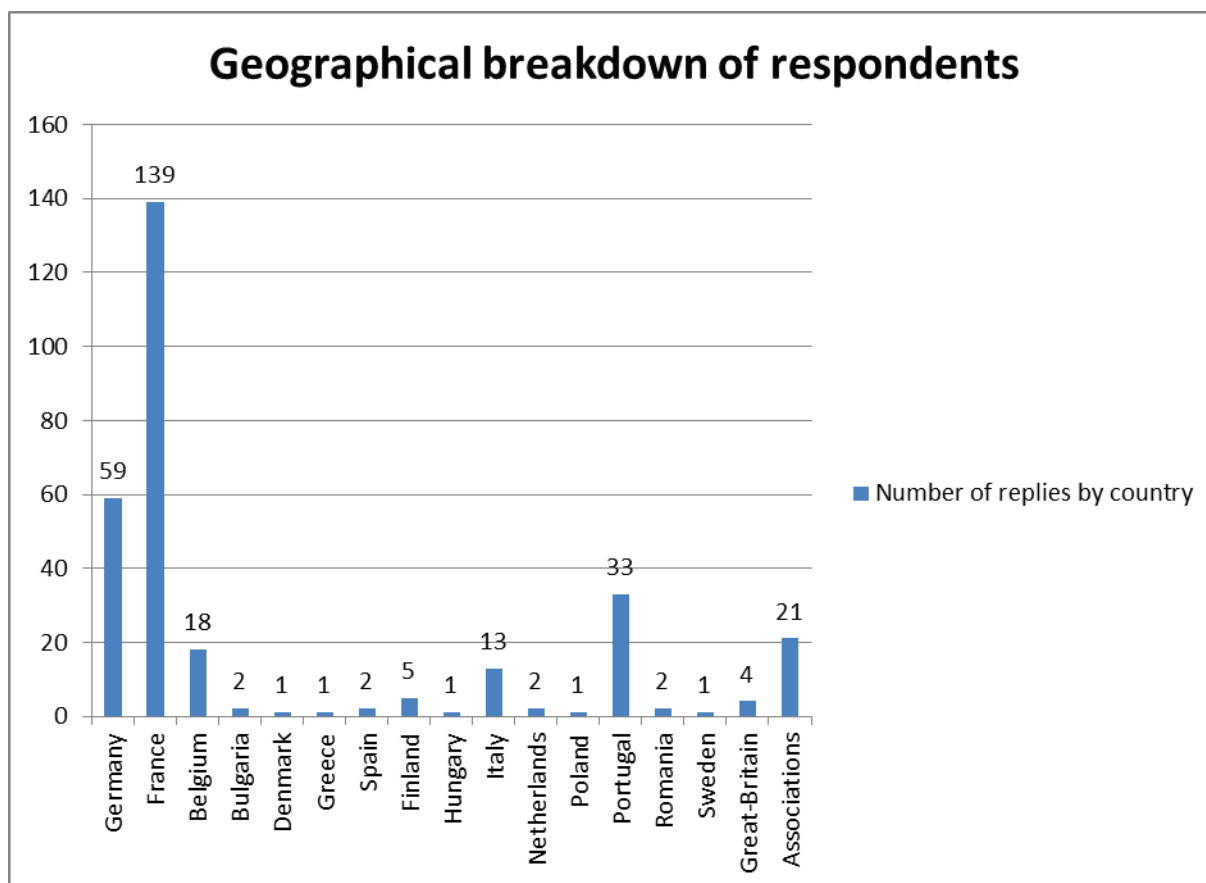 Geographical breakdown of respondents
160
140
120
100
80
60
40
20
0
59
139
18
2
1
1
2
5
1
13
2
1
33
2
1
4
21
Germany
France
Belgium
Bulgaria
Denmark
Greece
Spain
Finland
Hungary
Italy
Netherlands
Poland
Portugal
Romania
Sweden
Great-Britain
Associations
Number of replies by country